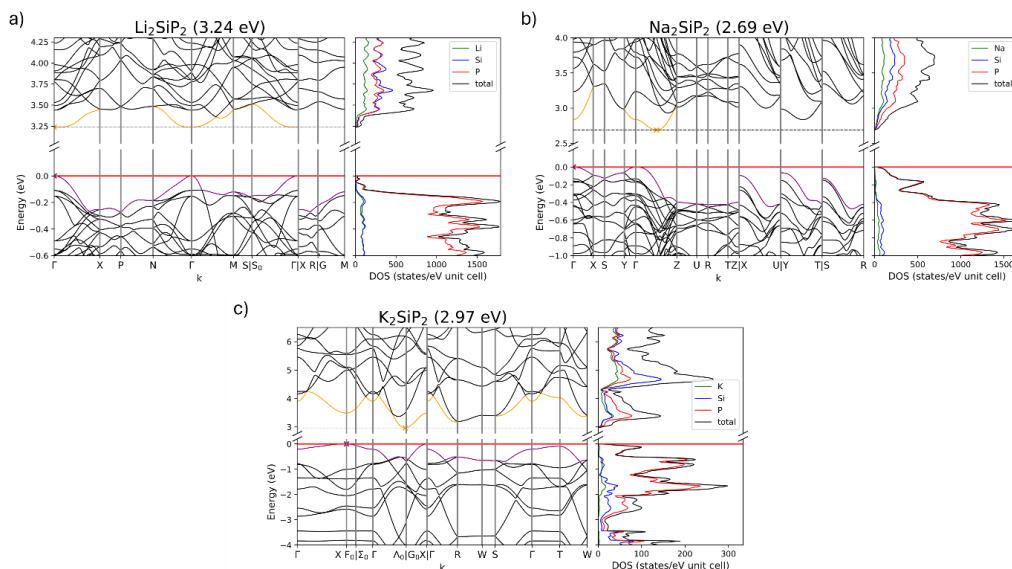 a)
Li₂SiP₂ (3.24 eV)
4.25
4.00
3.75
3.50
3.25
0.0
−0.2
−0.4
−0.6
Energy (eV)
Γ X P N Γ M S|S₀ Γ|X R|G M
k
Li
Si
P
total
0 500 1000 1500
DOS (states/eV unit cell)
b)
Na₂SiP₂ (2.69 eV)
4.0
3.5
3.0
2.5
0.0
−0.2
−0.4
−0.6
−0.8
−1.0
Energy (eV)
Γ X S Y Γ Z U R TZ|X U|Y T|S R
k
Na
Si
P
total
0 500 1000 1500
DOS (states/eV unit cell)
c)
K₂SiP₂ (2.97 eV)
6
5
4
3
0
−1
−2
−3
−4
Energy (eV)
Γ X F₀|Σ₀ Γ Λ₀|G₀X|Γ R W S Γ T W
k
K
Si
P
total
0 100 200 300
DOS (states/eV unit cell)